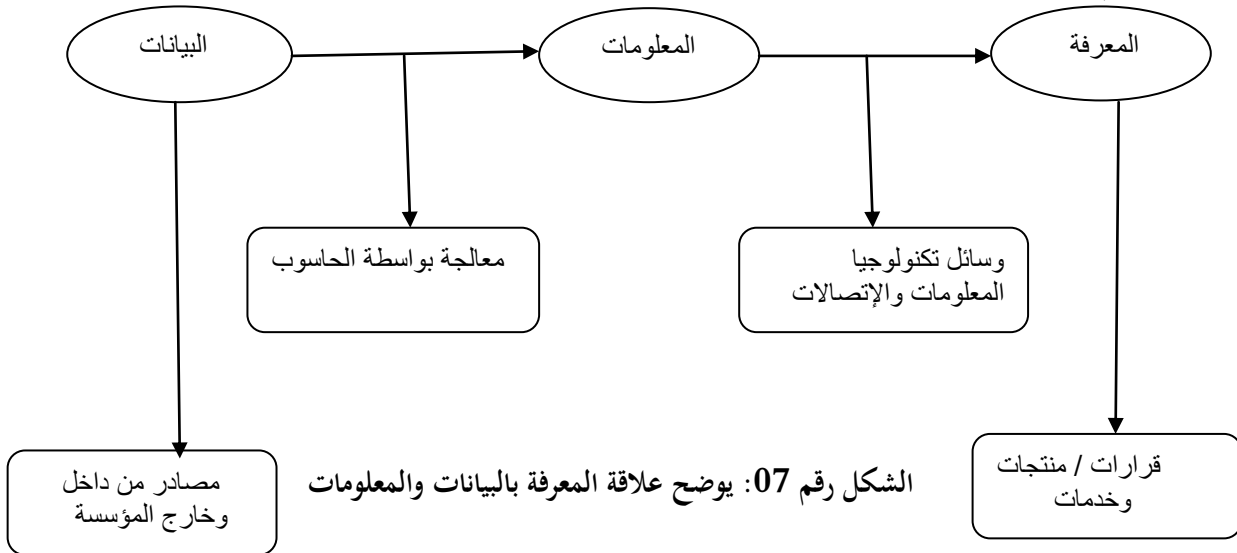 البيانات
المعلومات
المعرفة
معالجة بواسطة الحاسوب
وسائل تكنولوجيا
المعلومات والإتصالات
مصادر من داخل
وخارج المؤسسة
الشكل رقم 07: يوضح علاقة المعرفة بالبيانات والمعلومات
قرارات / منتجات
وخدمات